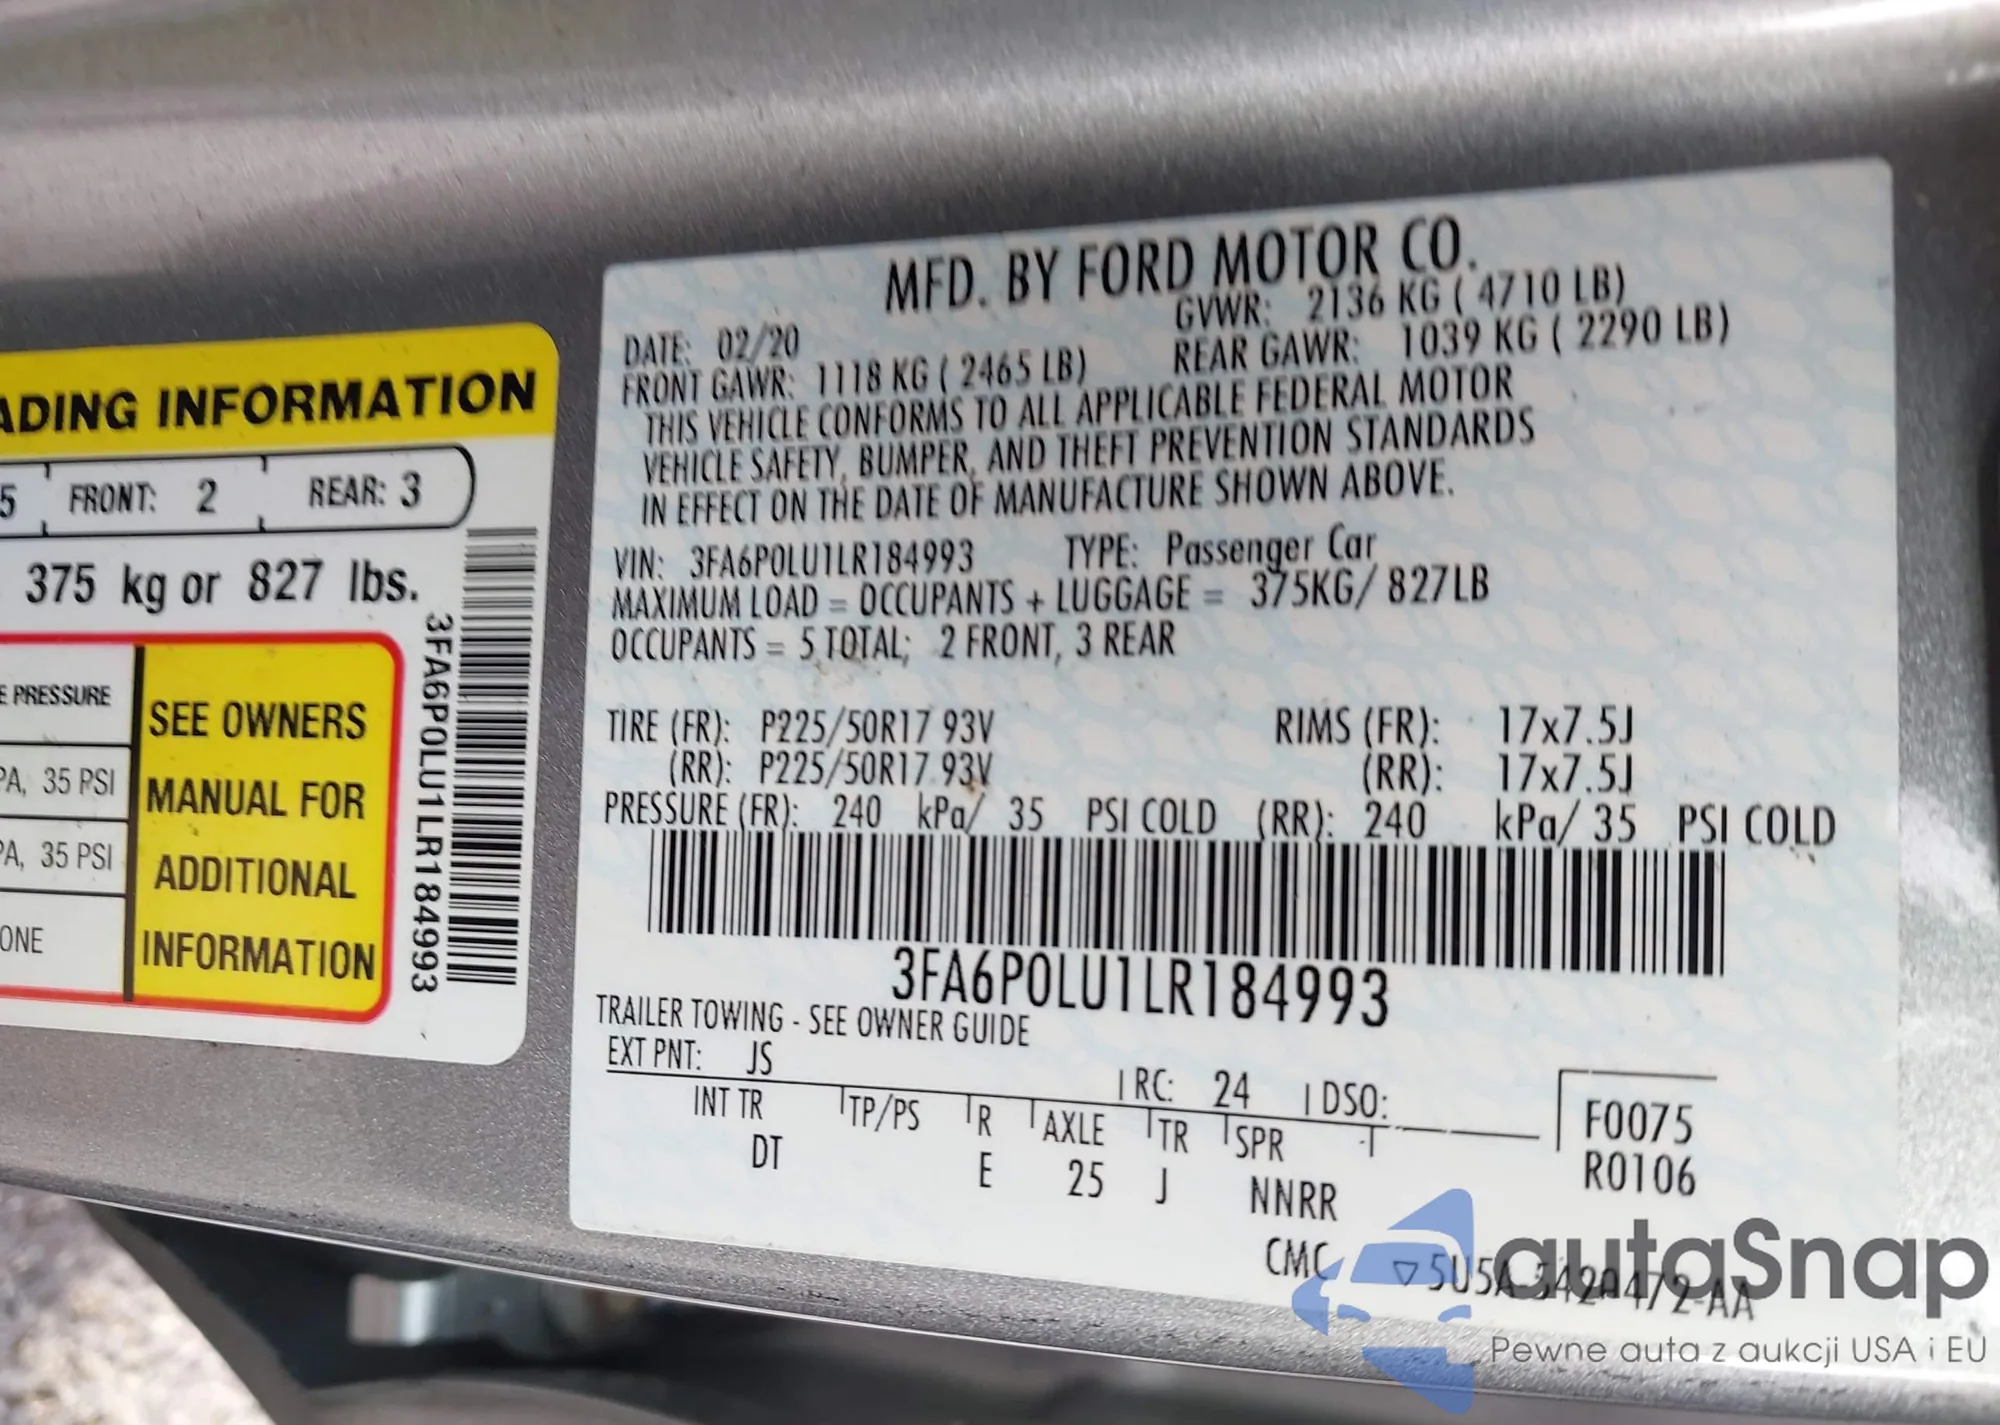 ADING INFORMATION
5 FRONT: 2 REAR: 3
375 kg or 827 lbs.
E PRESSURE
PA, 35 PSI
PA, 35 PSI
ONE
SEE OWNERS
MANUAL FOR
ADDITIONAL
INFORMATION
3FA6P0LU1LR184993
MFD. BY FORD MOTOR CO.
DATE: 02/20 GVWR: 2136 KG ( 4710 LB)
FRONT GAWR: 1118 KG ( 2465 LB) REAR GAWR: 1039 KG ( 2290 LB)
THIS VEHICLE CONFORMS TO ALL APPLICABLE FEDERAL MOTOR
VEHICLE SAFETY, BUMPER, AND THEFT PREVENTION STANDARDS
IN EFFECT ON THE DATE OF MANUFACTURE SHOWN ABOVE.
VIN: 3FA6P0LU1LR184993 TYPE: Passenger Car
MAXIMUM LOAD = OCCUPANTS + LUGGAGE = 375KG/ 827LB
OCCUPANTS = 5 TOTAL; 2 FRONT, 3 REAR
TIRE (FR): P225/50R17 93V RIMS (FR): 17x7.5J
(RR): P225/50R17 93V (RR): 17x7.5J
PRESSURE (FR): 240 kPa/ 35 PSI COLD (RR): 240 kPa/ 35 PSI COLD
3FA6P0LU1LR184993
TRAILER TOWING - SEE OWNER GUIDE
EXT PNT: JS RC: 24 DSO:
INT TR TP/PS R AXLE TR SPR
DT E 25 J NNRR
F0075
R0106
CMC
autaSnap
Pewne auta z aukcji USA i EU